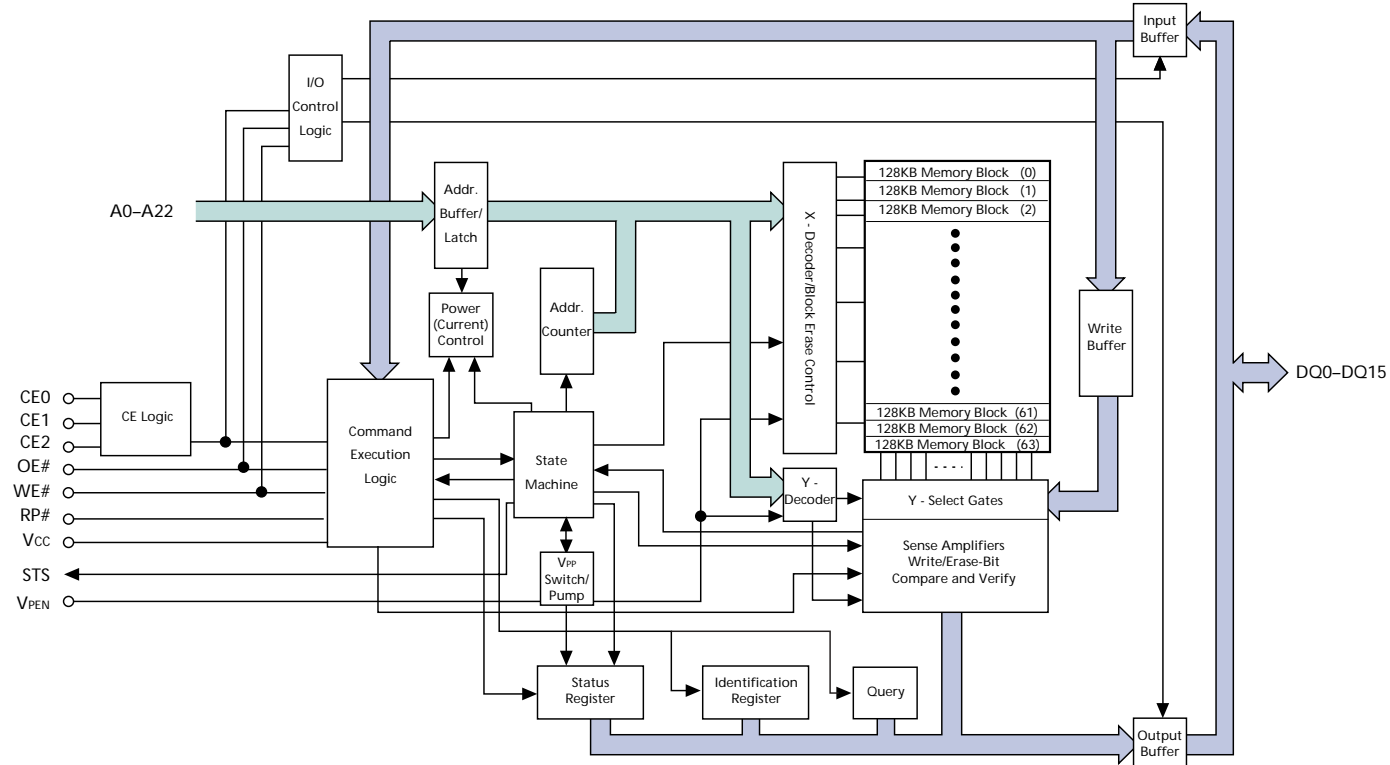 Input
Buffer
I/O
Control
Logic
A0–A22
Addr.
Buffer/
Latch
X - Decoder/Block Erase Control
128KB Memory Block (0)
128KB Memory Block (1)
128KB Memory Block (2)
Power
(Current)
Control
Addr.
Counter
Write
Buffer
DQ0–DQ15
CE0
CE1
CE2
OE#
WE#
RP#
VCC
STS
VPEN
CE Logic
Command
Execution
Logic
State
Machine
128KB Memory Block (61)
128KB Memory Block (62)
128KB Memory Block (63)
Y -
Decoder
Y - Select Gates
Sense Amplifiers
Write/Erase-Bit
Compare and Verify
VPP
Switch/
Pump
Status
Register
Identification
Register
Query
Output
Buffer